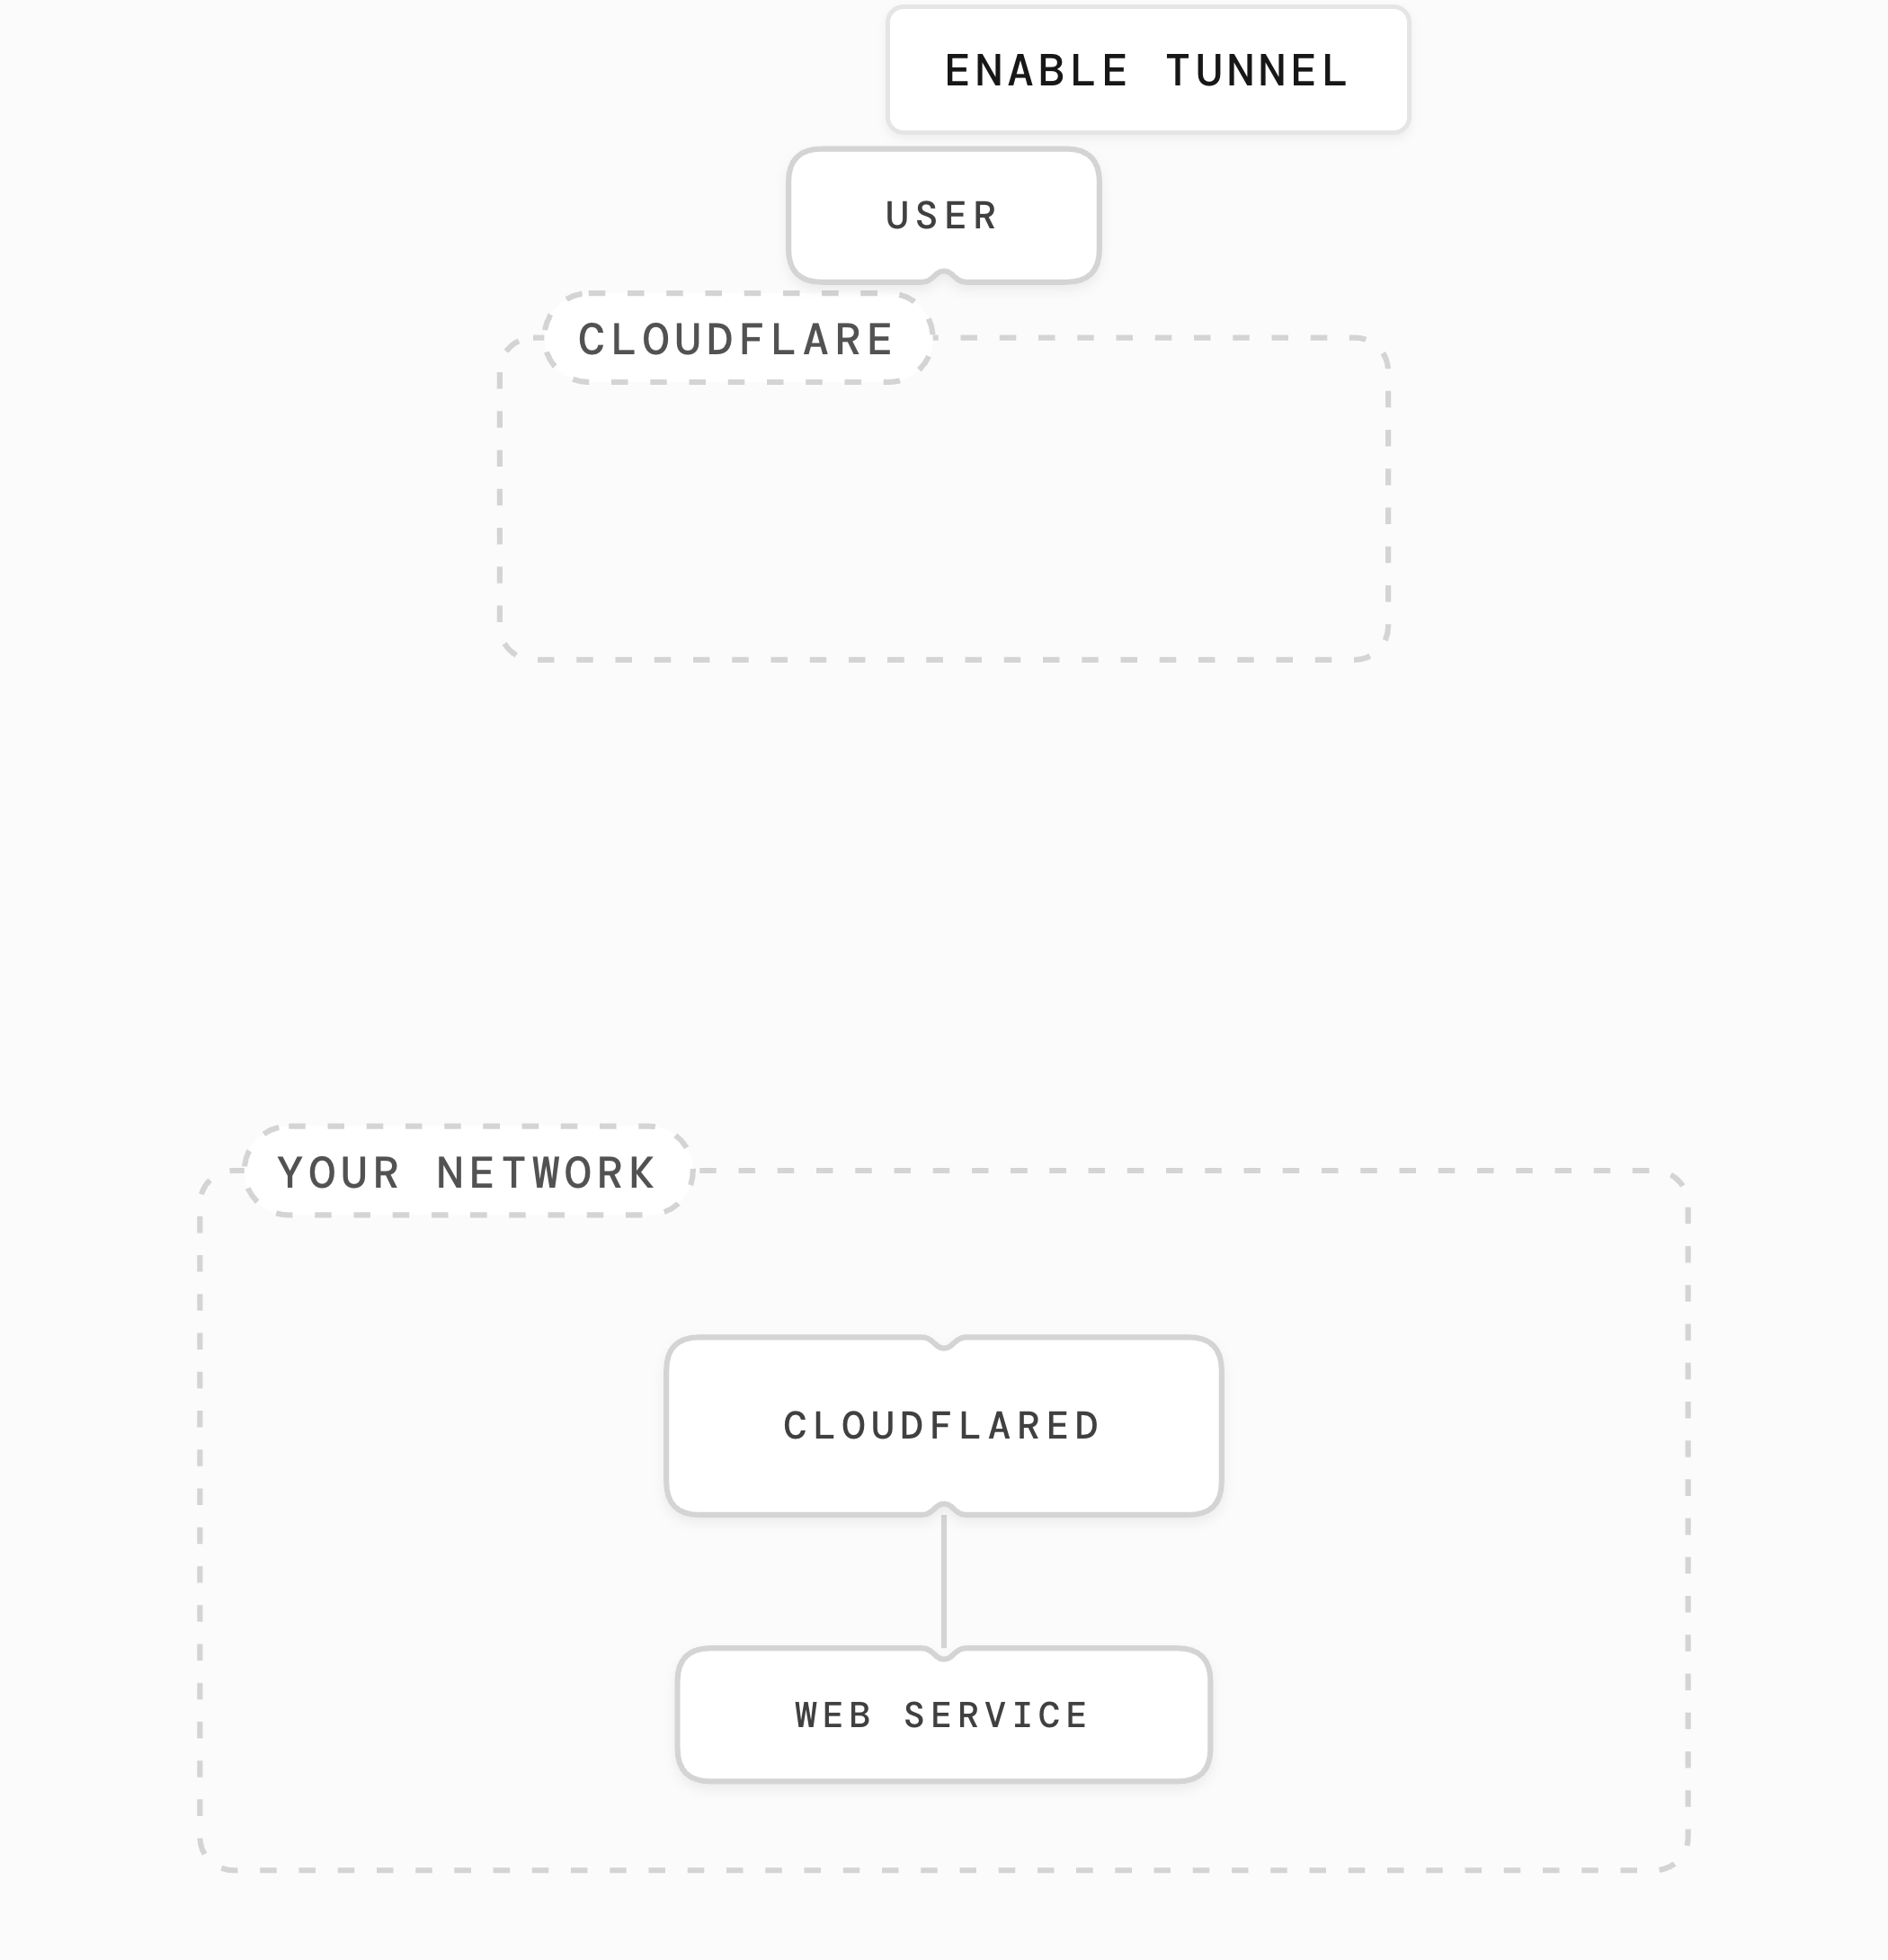 ENABLE TUNNEL
USER
CLOUDFLARE
YOUR NETWORK
CLOUDFLARED
WEB SERVICE